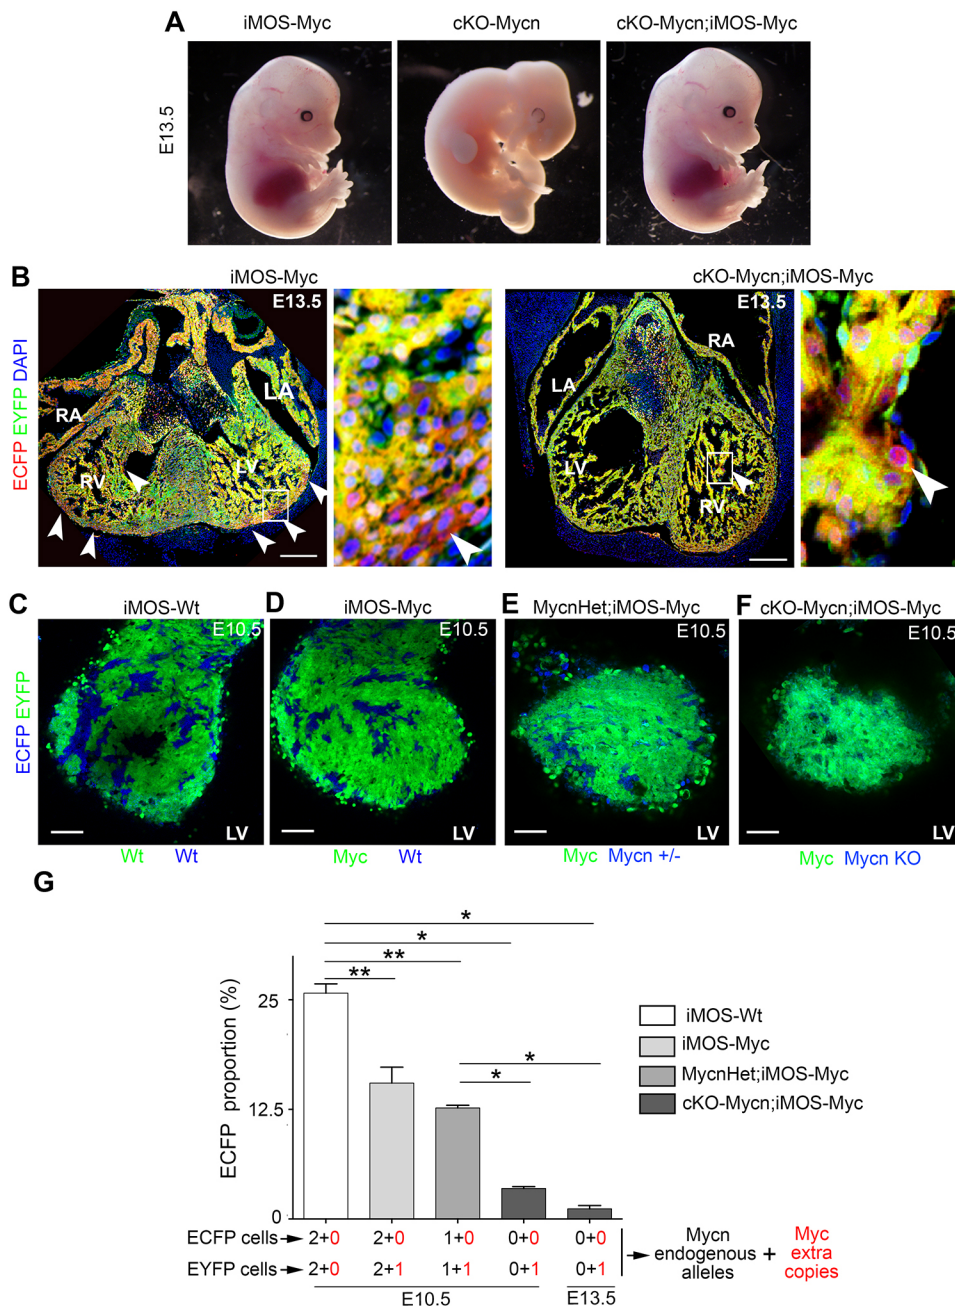 A
iMOS-Myc
cKO-Mycn
cKO-Mycn;iMOS-Myc
E13.5
B
iMOS-Myc
cKO-Mycn;iMOS-Myc
ECFP EYFP DAPI
E13.5
RA
LA
RV
LV
E13.5
RA
LA
LV
RV
C
iMOS-Wt
D
iMOS-Myc
E
MycnHet;iMOS-Myc
F
cKO-Mycn;iMOS-Myc
ECFP EYFP
E10.5
E10.5
E10.5
E10.5
LV
LV
LV
LV
Wt Wt
Myc Wt
Myc Mycn +/-
Myc Mycn KO
G
ECFP proportion (%)
25
12.5
0
*
*
**
**
*
*
iMOS-Wt
iMOS-Myc
MycnHet;iMOS-Myc
cKO-Mycn;iMOS-Myc
ECFP cells 2+0 2+0 1+0 0+0 0+0
EYFP cells 2+0 2+1 1+1 0+1 0+1
E10.5
E13.5
Mycn endogenous alleles + Myc extra copies